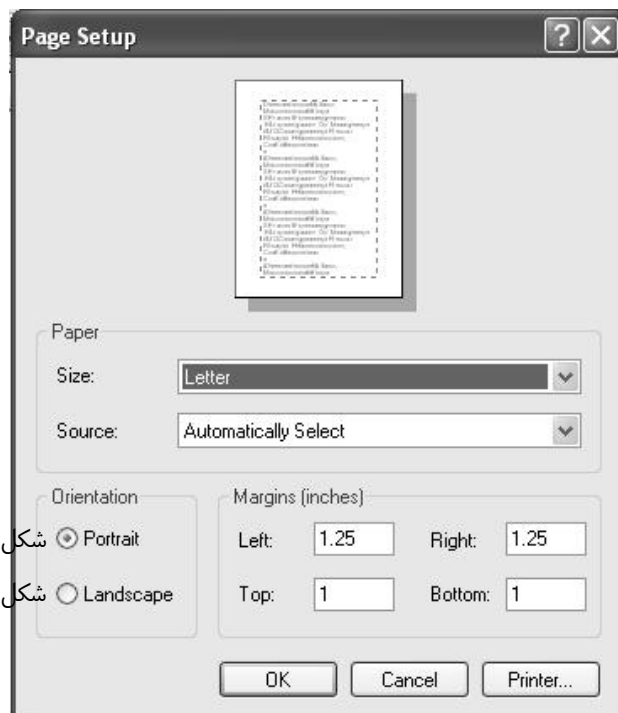 Page Setup
Paper
Size: Letter
Source: Automatically Select
Orientation Margins (inches)
شكل Portrait Left: 1.25 Right: 1.25
شكل Landscape Top: 1 Bottom: 1
OK Cancel Printer...